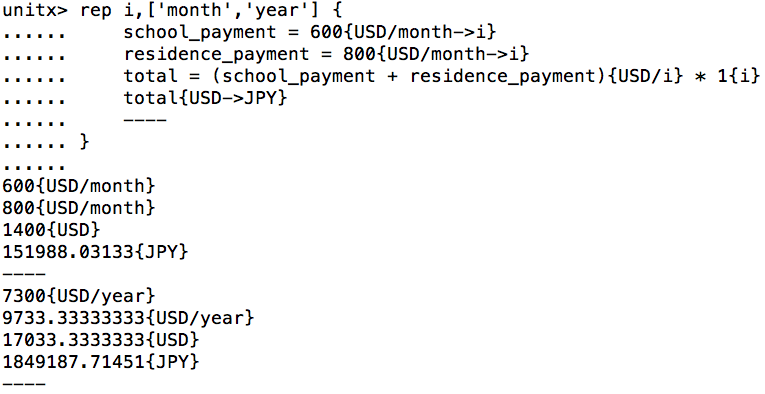 unitx> rep i,['month','year'] {
...... school_payment = 600{USD/month->i}
...... residence_payment = 800{USD/month->i}
...... total = (school_payment + residence_payment){USD/i} * 1{i}
...... total{USD->JPY}
...... ----
...... }
......
600{USD/month}
800{USD/month}
1400{USD}
151988.03133{JPY}
----
7300{USD/year}
9733.33333333{USD/year}
17033.3333333{USD}
1849187.71451{JPY}
----